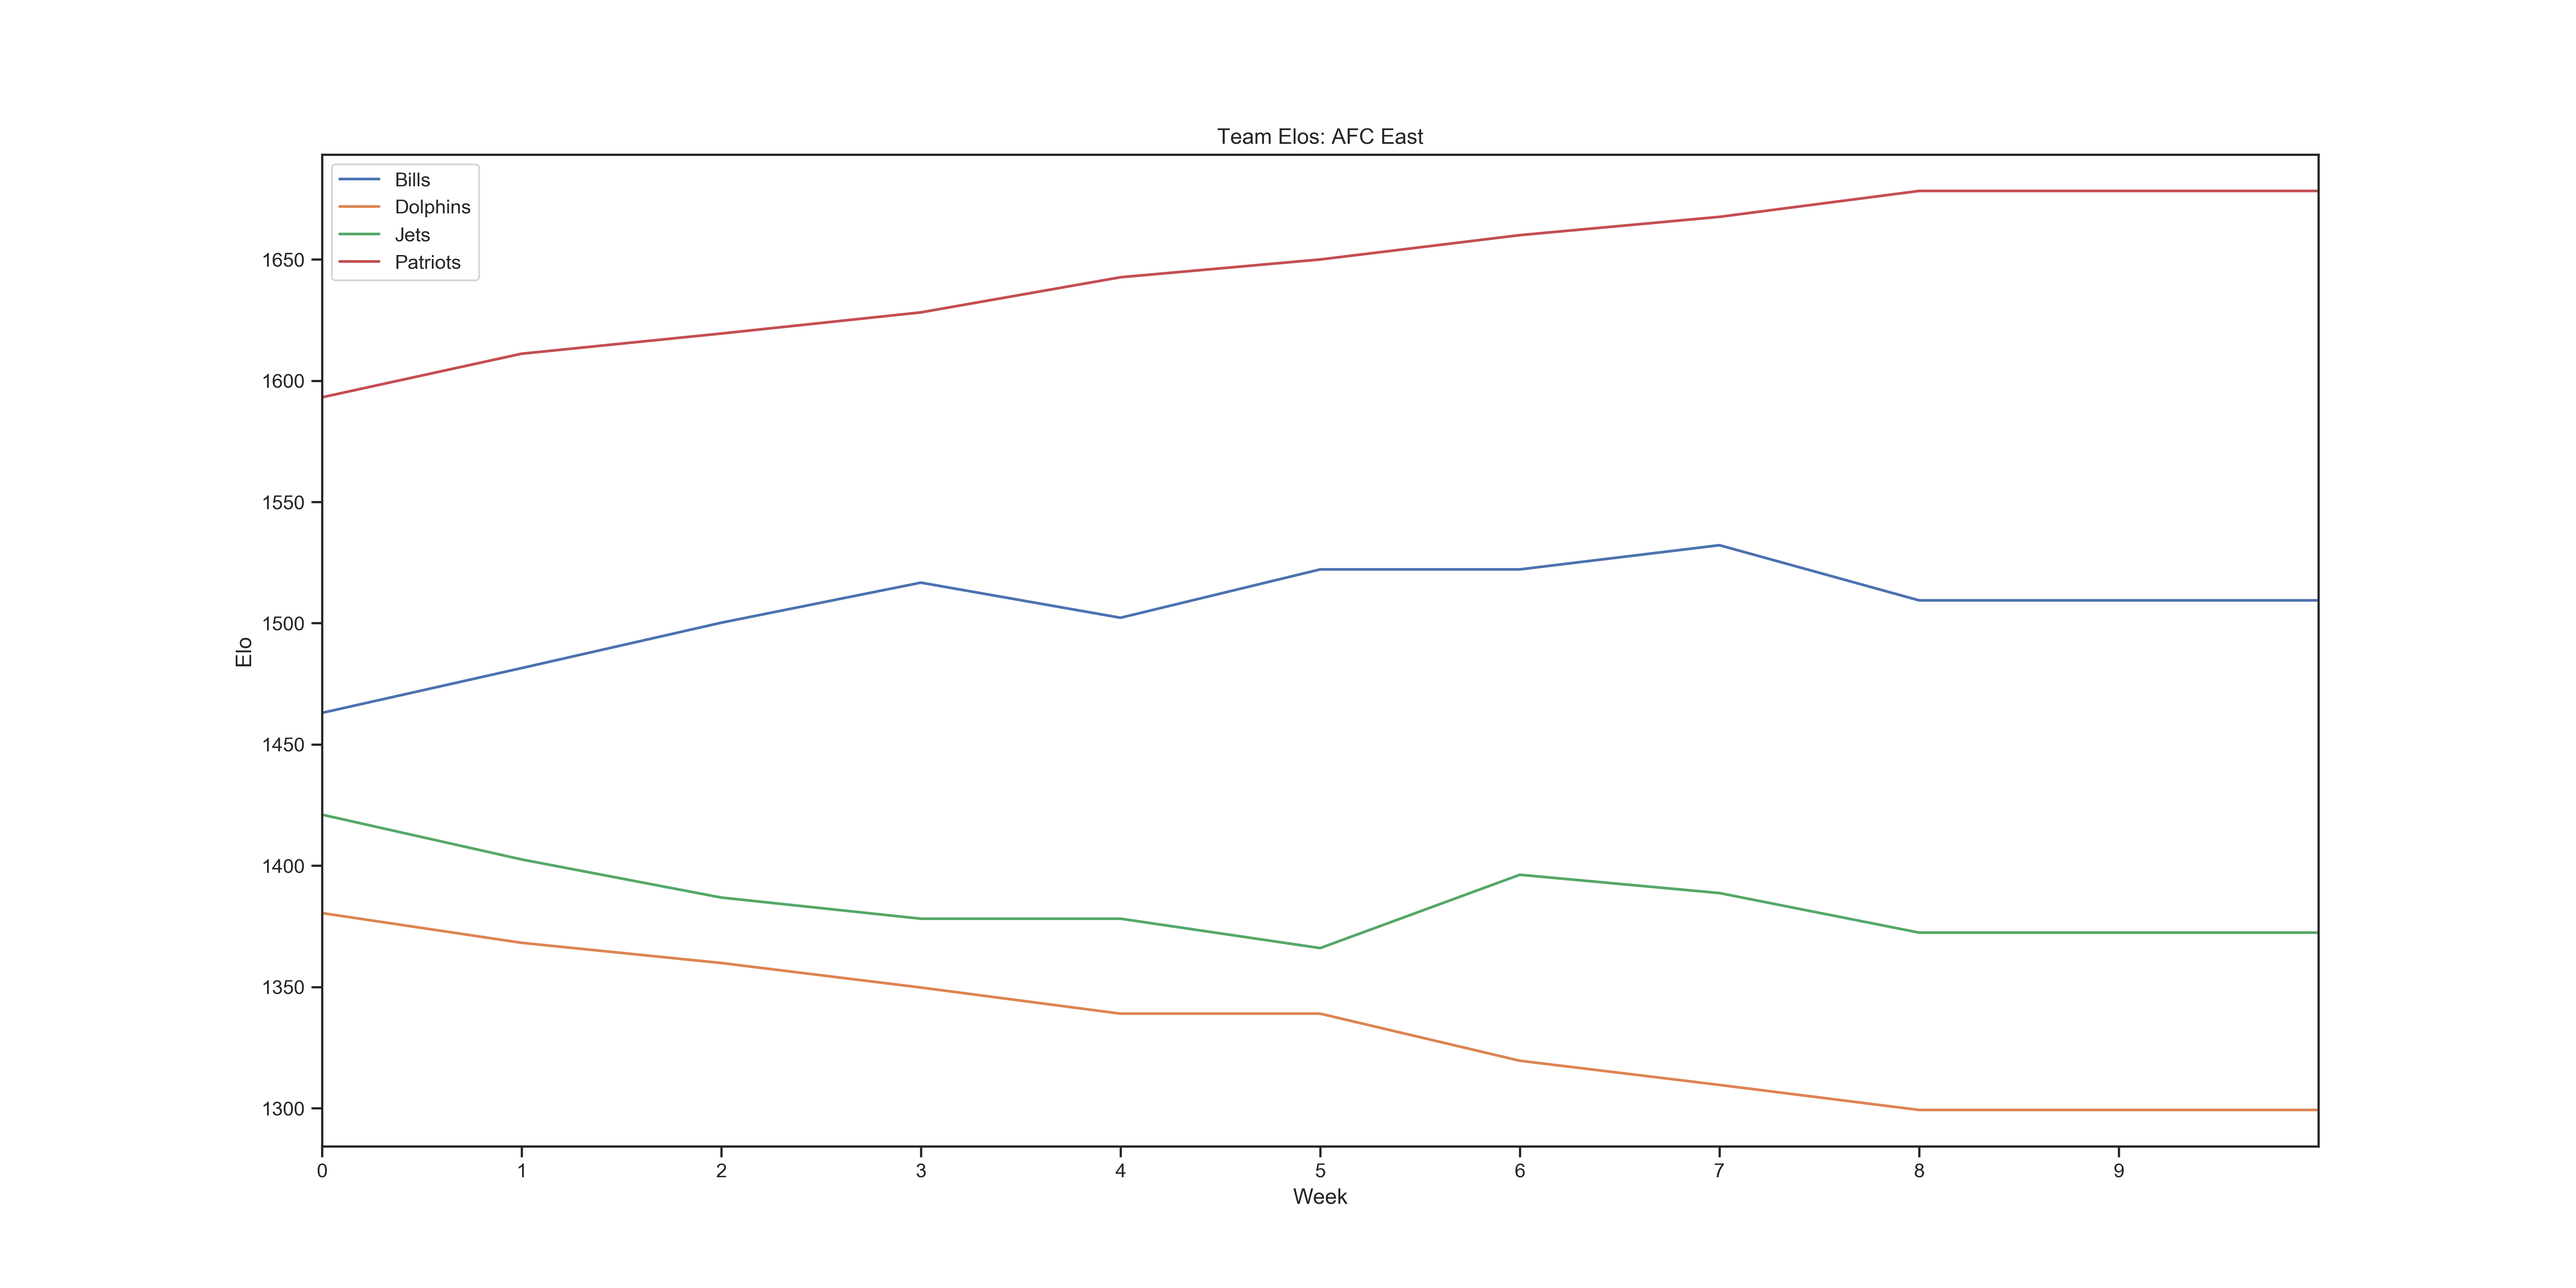 Team Elos: AFC East
Bills
Dolphins
Jets
Patriots
1650
1600
1550
1500
1450
1400
1350
1300
Elo
0 1 2 3 4 5 6 7 8 9
Week